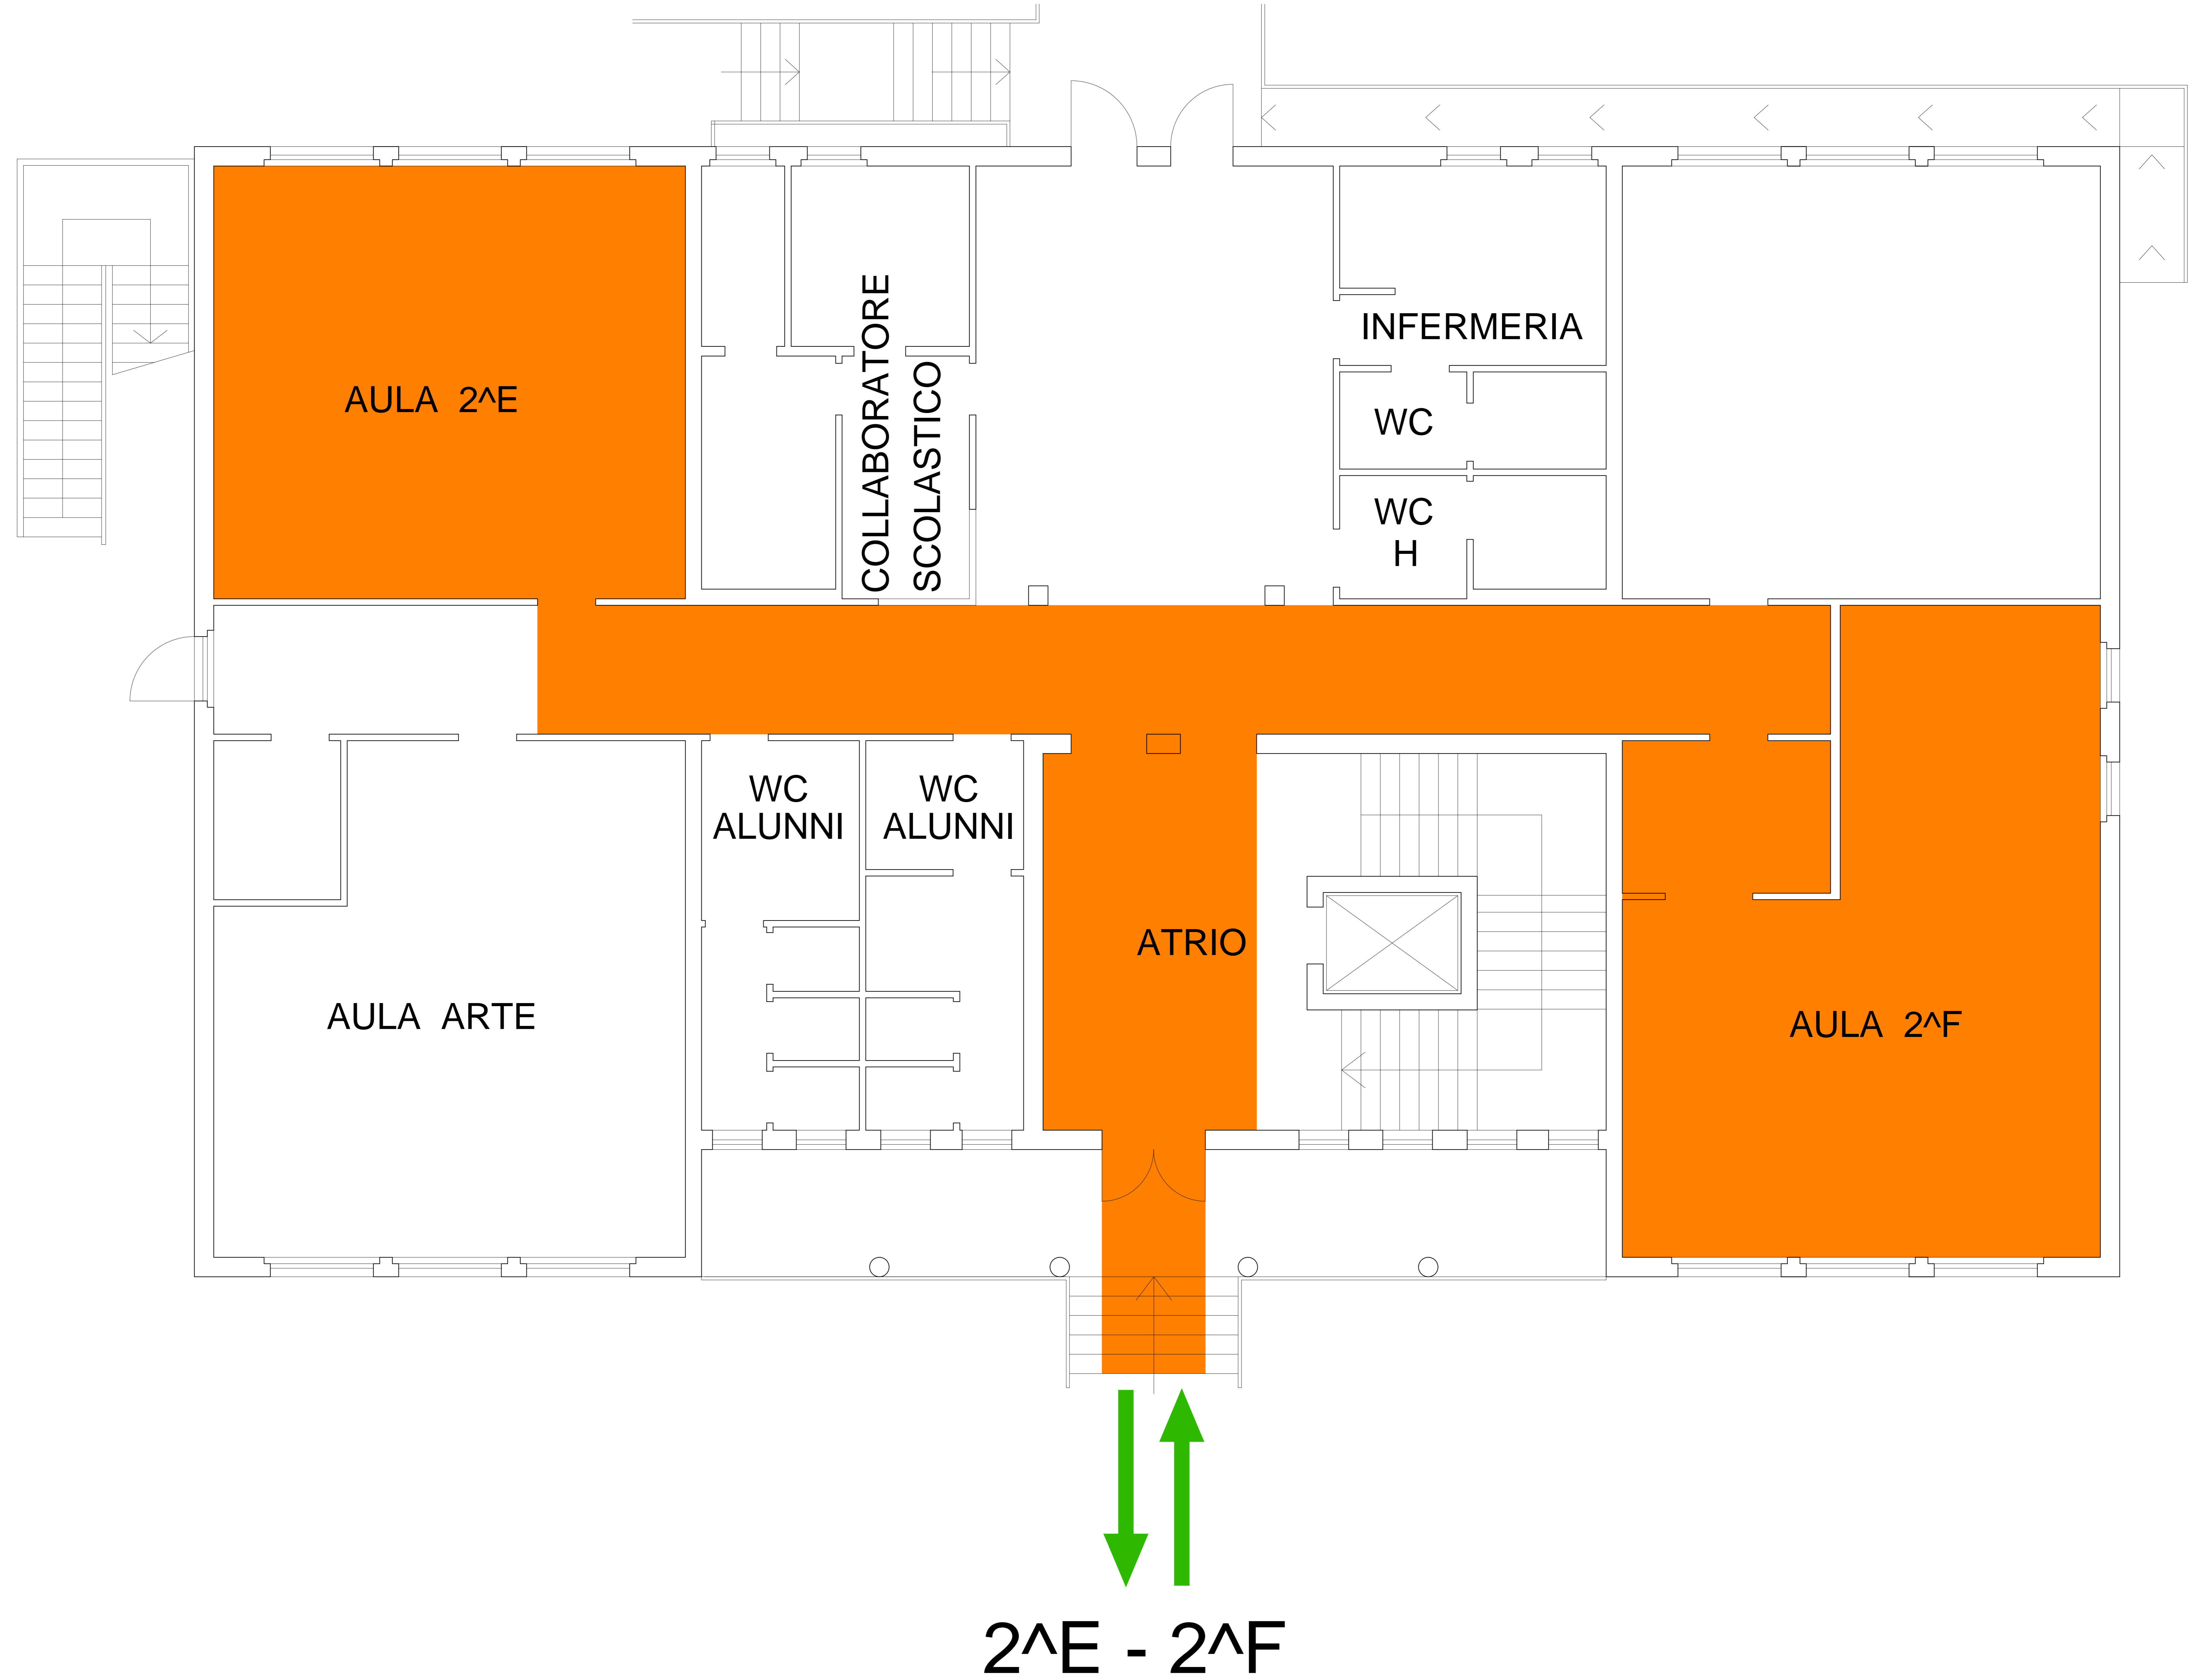 AULA 2^E
COLLABORATORE
SCOLASTICO
INFERMERIA
WC
WC
H
WC
ALUNNI
WC
ALUNNI
ATRIO
AULA ARTE
AULA 2^F
2^E - 2^F